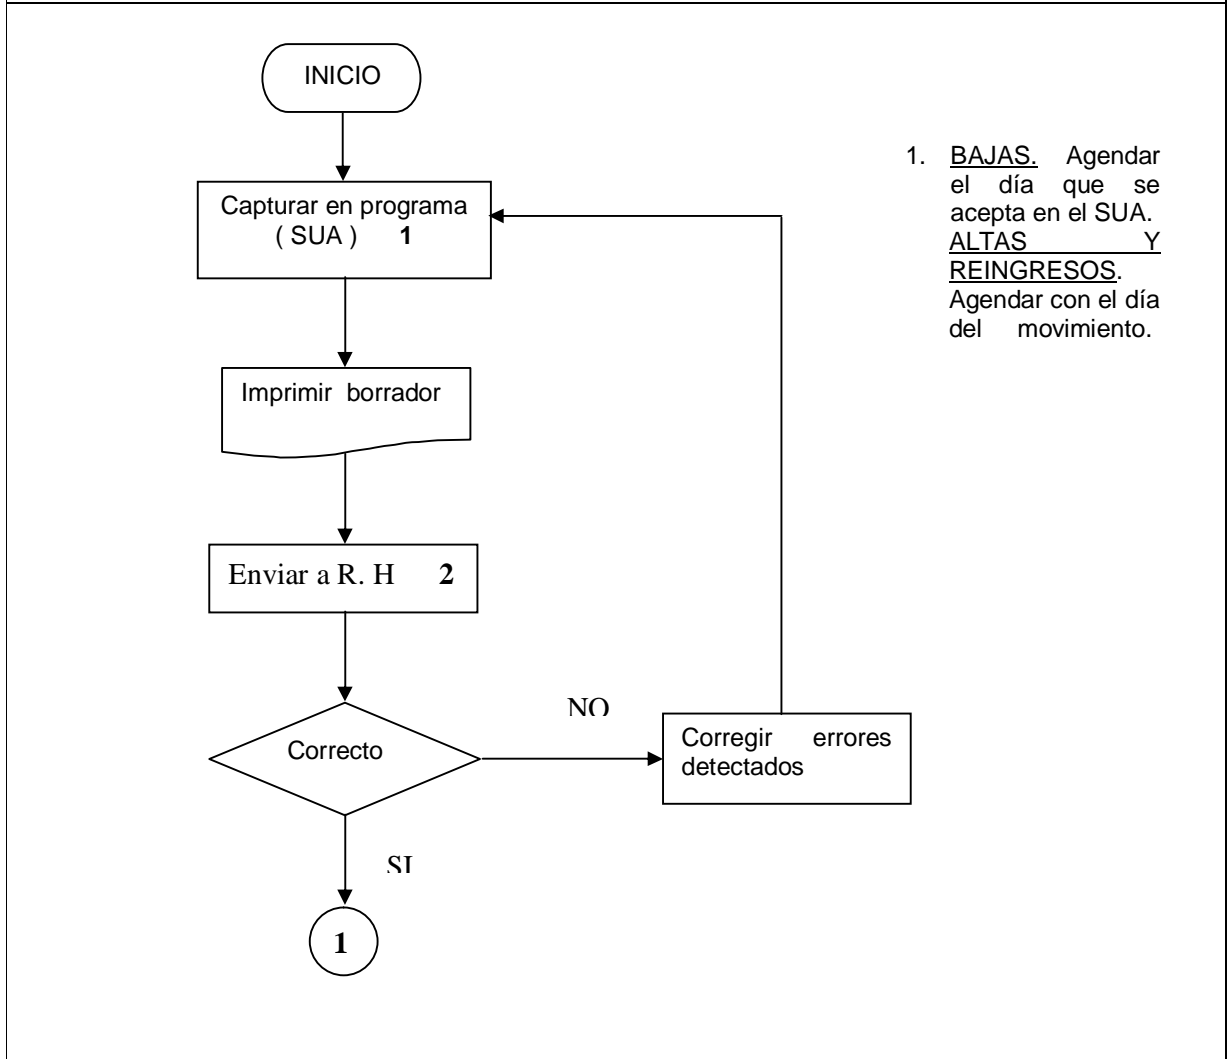 INICIO
Capturar en programa
( SUA ) 1
Imprimir borrador
Enviar a R. H 2
Correcto
NO
Corregir errores
detectados
SI
1
1. BAJAS. Agendar
el día que se
acepta en el SUA.
ALTAS Y
REINGRESOS.
Agendar con el día
del movimiento.